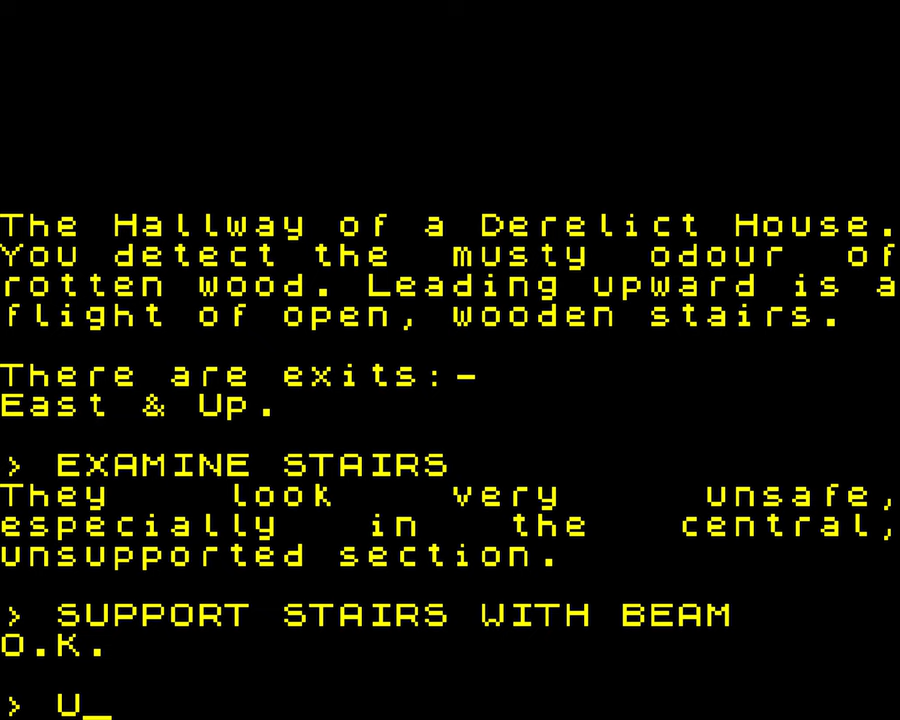 The Hallway of a Derelict House.
You detect the musty odour of
rotten wood. Leading upward is a
flight of open, wooden stairs.
There are exits:-
East & Up.
> EXAMINE STAIRS
They look very unsafe,
especially in the central,
unsupported section.
> SUPPORT STAIRS WITH BEAM
O.K.
> U_